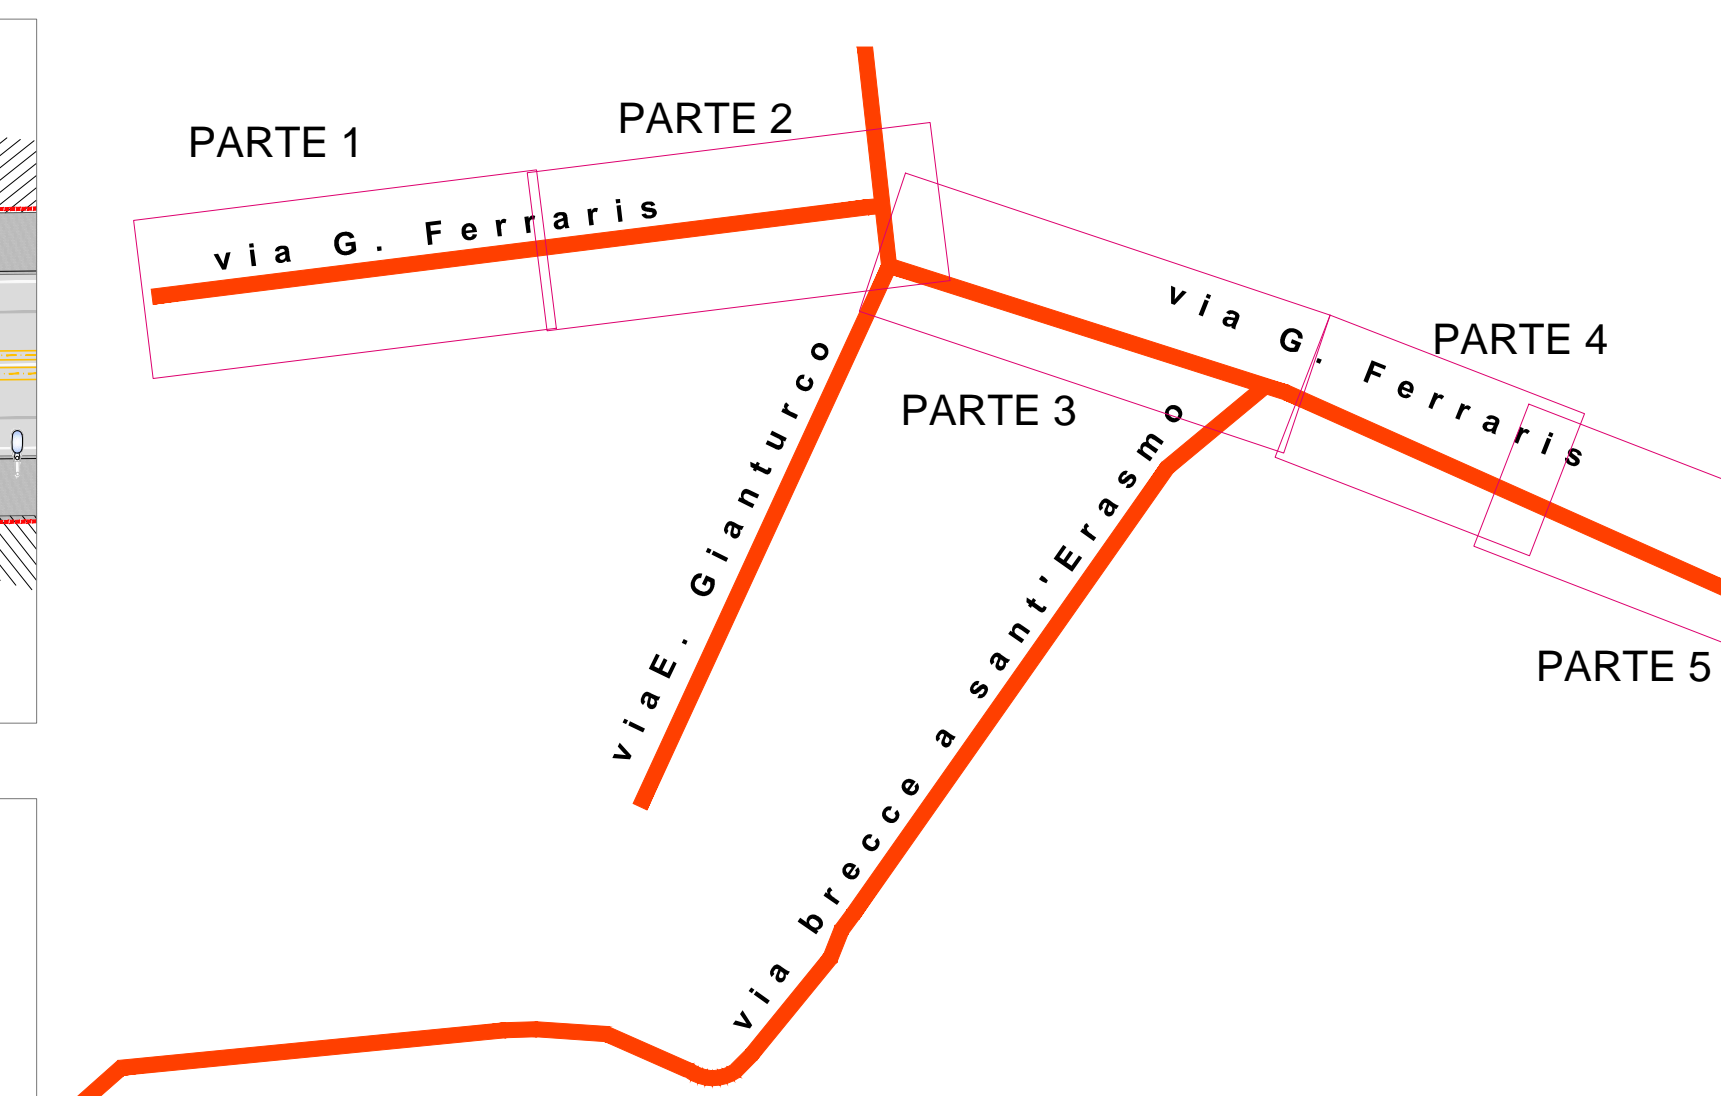 PARTE 1
PARTE 2
via G. Ferraris
via G. Ferraris
PARTE 4
PARTE 3
viaE. Gianturco
via brecce a sant'Erasmo
PARTE 5